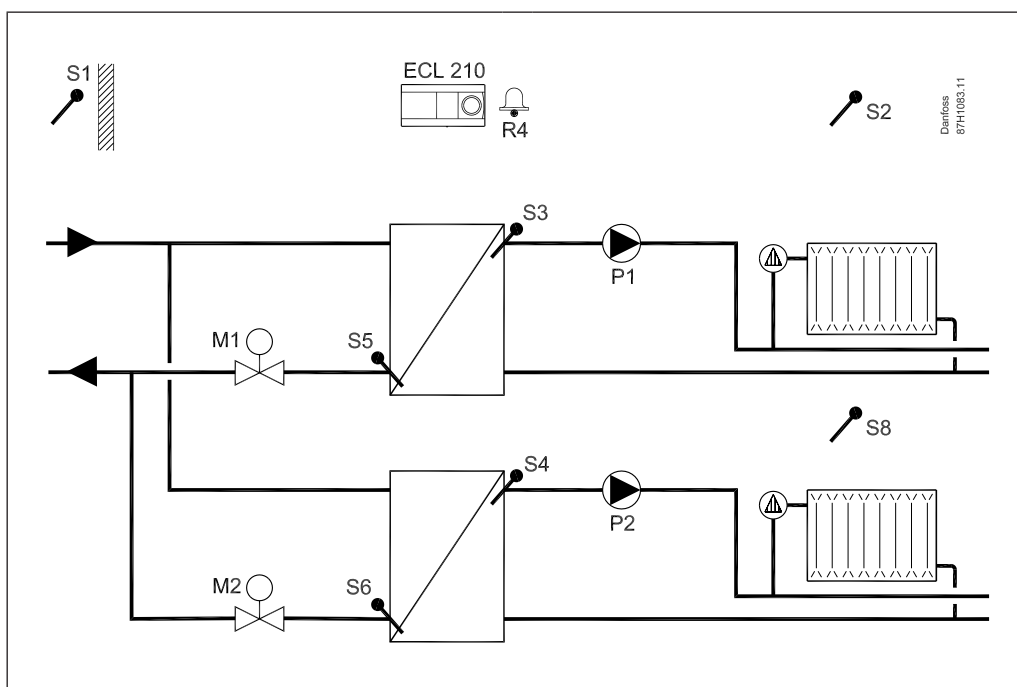 S1
ECL 210
R4
S2
Danfoss
87H1083.11
S3
P1
M1
S5
S8
S4
P2
M2
S6